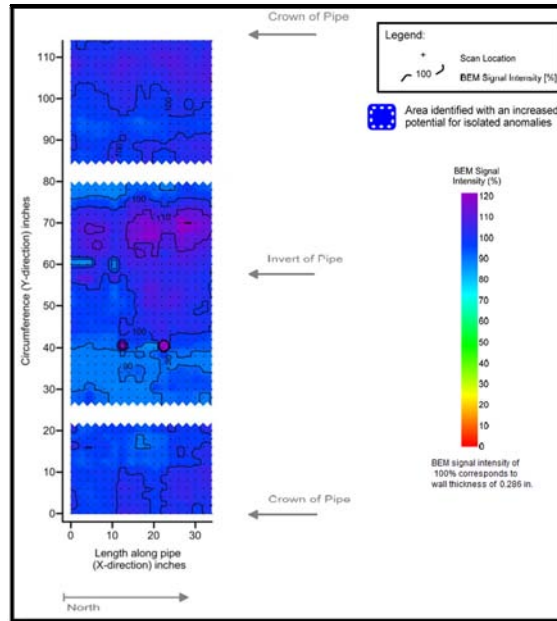 Crown of Pipe
Legend:
+
Scan Location
100
BEM Signal Intensity [%]
Area identified with an increased
potential for isolated anomalies
110
100
90
80
70
60
50
40
30
20
10
0
Circumference (Y-direction) inches
100
110
100
90
BEM Signal
Intensity (%)
120
110
100
90
80
70
60
50
40
30
20
10
0
Invert of Pipe
BEM signal intensity of
100% corresponds to
wall thickness of 0.286 in.
Crown of Pipe
0 10 20 30
Length along pipe
(X-direction) inches
North